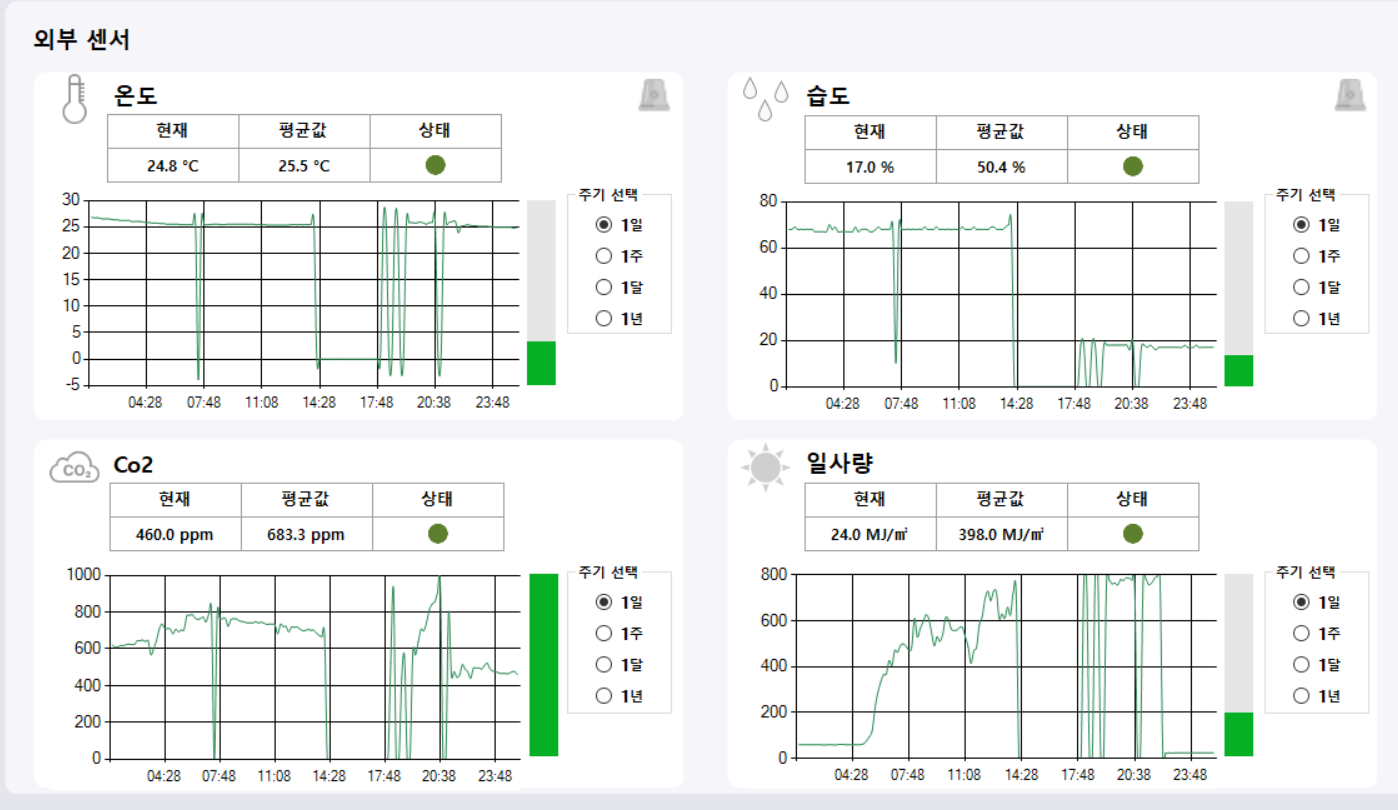 외부 센서
온도
현재 평균값 상태
24.8 °C 25.5 °C
주기 선택
1일
1주
1달
1년
30
25
20
15
10
5
0
-5
04:28 07:48 11:08 14:28 17:48 20:38 23:48
습도
현재 평균값 상태
17.0 % 50.4 %
주기 선택
1일
1주
1달
1년
80
60
40
20
0
04:28 07:48 11:08 14:28 17:48 20:38 23:48
CO₂
Co2
현재 평균값 상태
460.0 ppm 683.3 ppm
주기 선택
1일
1주
1달
1년
1000
800
600
400
200
0
04:28 07:48 11:08 14:28 17:48 20:38 23:48
일사량
현재 평균값 상태
24.0 MJ/㎡ 398.0 MJ/㎡
주기 선택
1일
1주
1달
1년
800
600
400
200
0
04:28 07:48 11:08 14:28 17:48 20:38 23:48